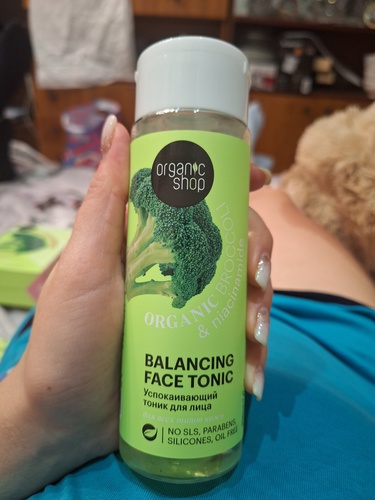 organic
shop
ORGANIC BROCCOLI
& niacinamide
BALANCING
FACE TONIC
Успокаивающий
тоник для лица
NO SLS, PARABENS,
SILICONES, OIL FREE